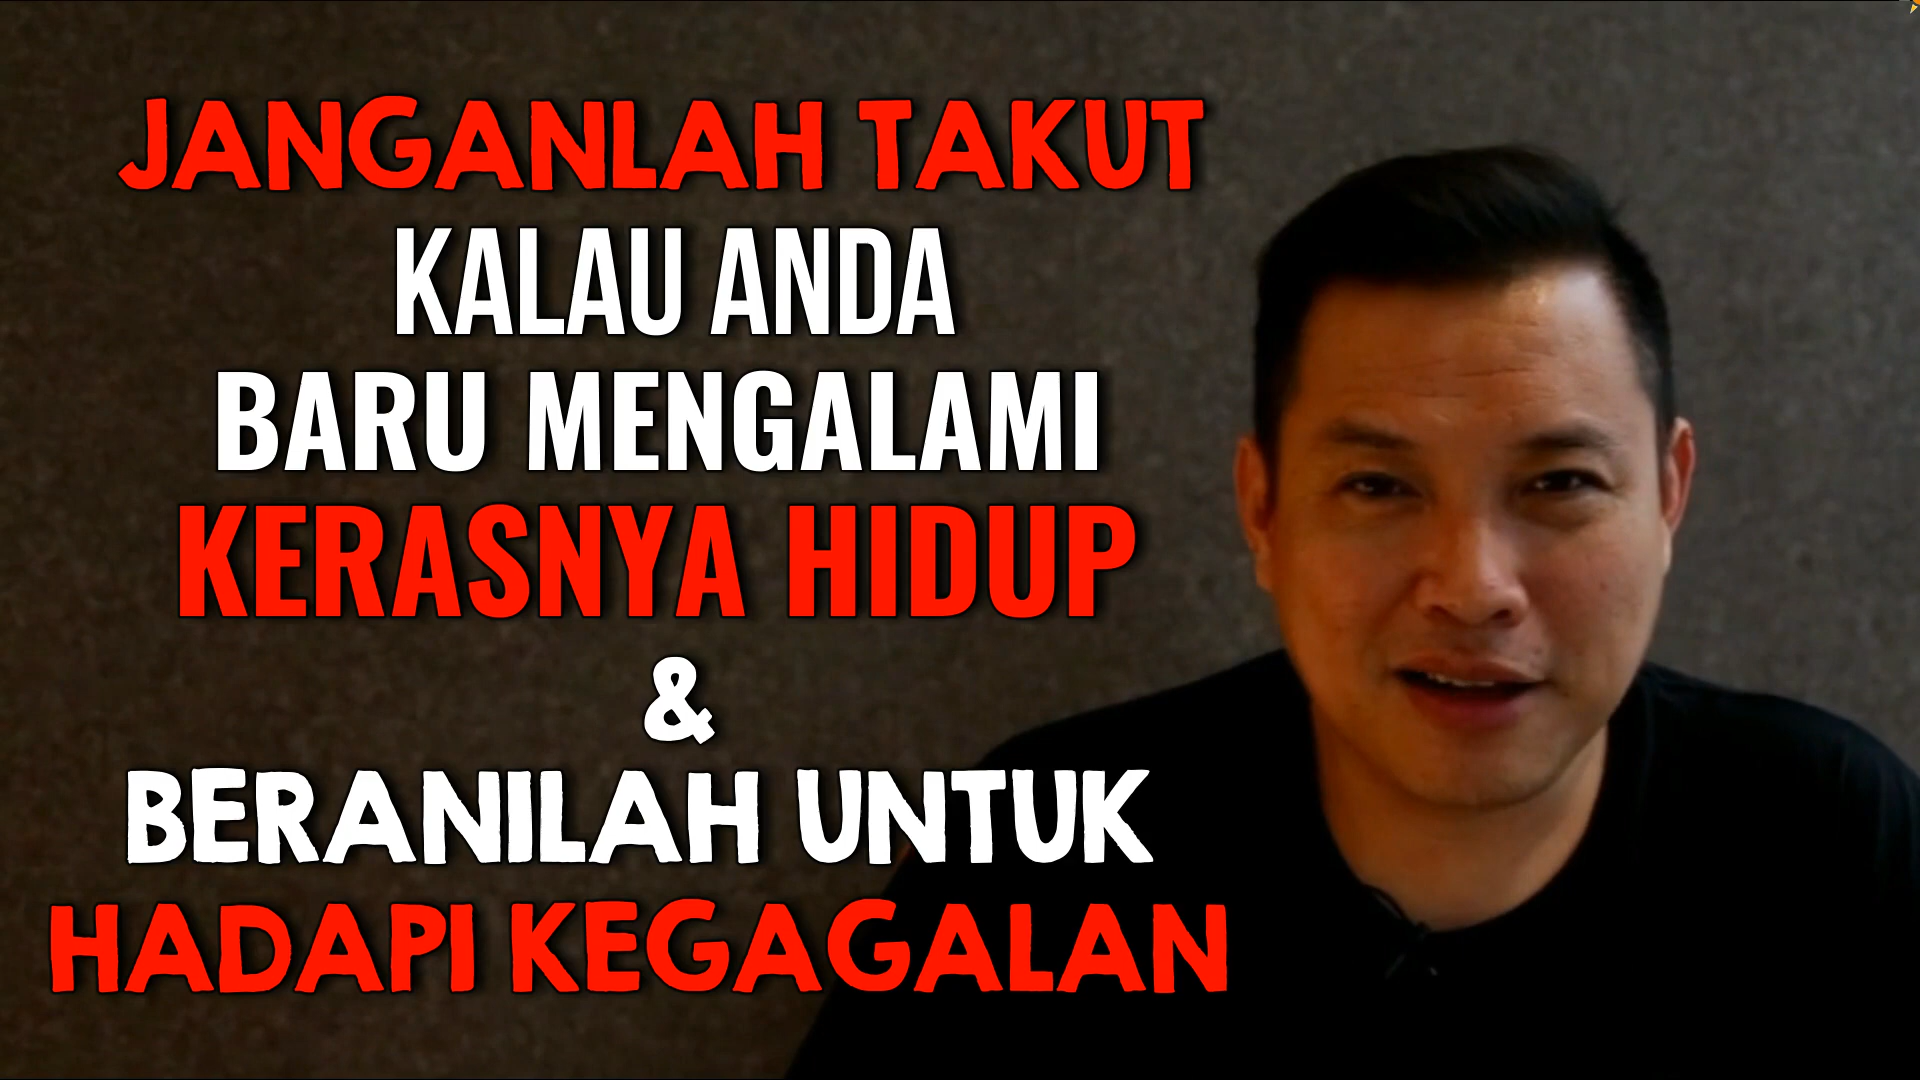 JANGANLAH TAKUT
KALAU ANDA
BARU MENGALAMI
KERASNYA HIDUP
&
BERANILAH UNTUK
HADAPI KEGAGALAN